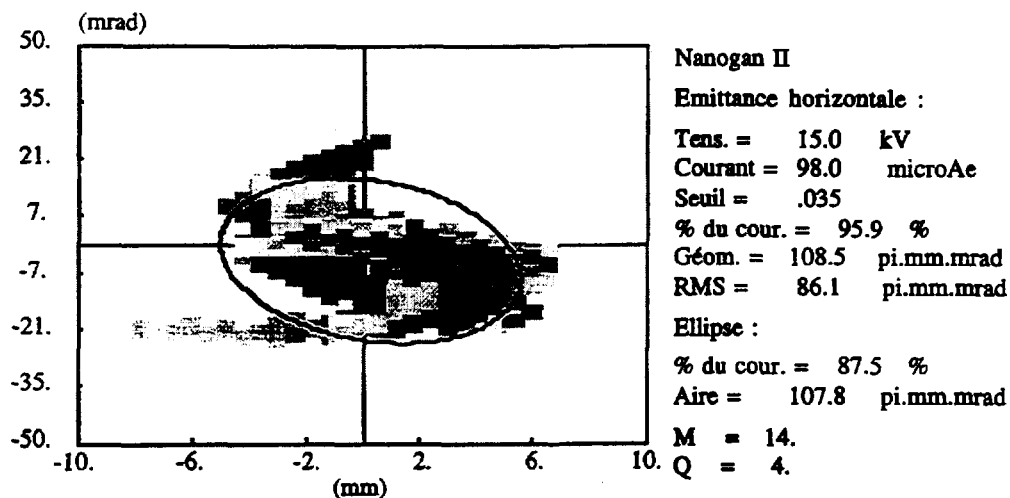 (mrad)
50.
35.
21.
7.
-7.
-21.
-35.
-50.
-10.
-6.
-2.
2.
6.
10.
(mm)
Nanogan II
Emittance horizontale :
Tens. = 15.0 kV
Courant = 98.0 microAe
Seuil = .035
% du cour. = 95.9 %
Géom. = 108.5 pi.mm.mrad
RMS = 86.1 pi.mm.mrad
Ellipse :
% du cour. = 87.5 %
Aire = 107.8 pi.mm.mrad
M = 14.
Q = 4.